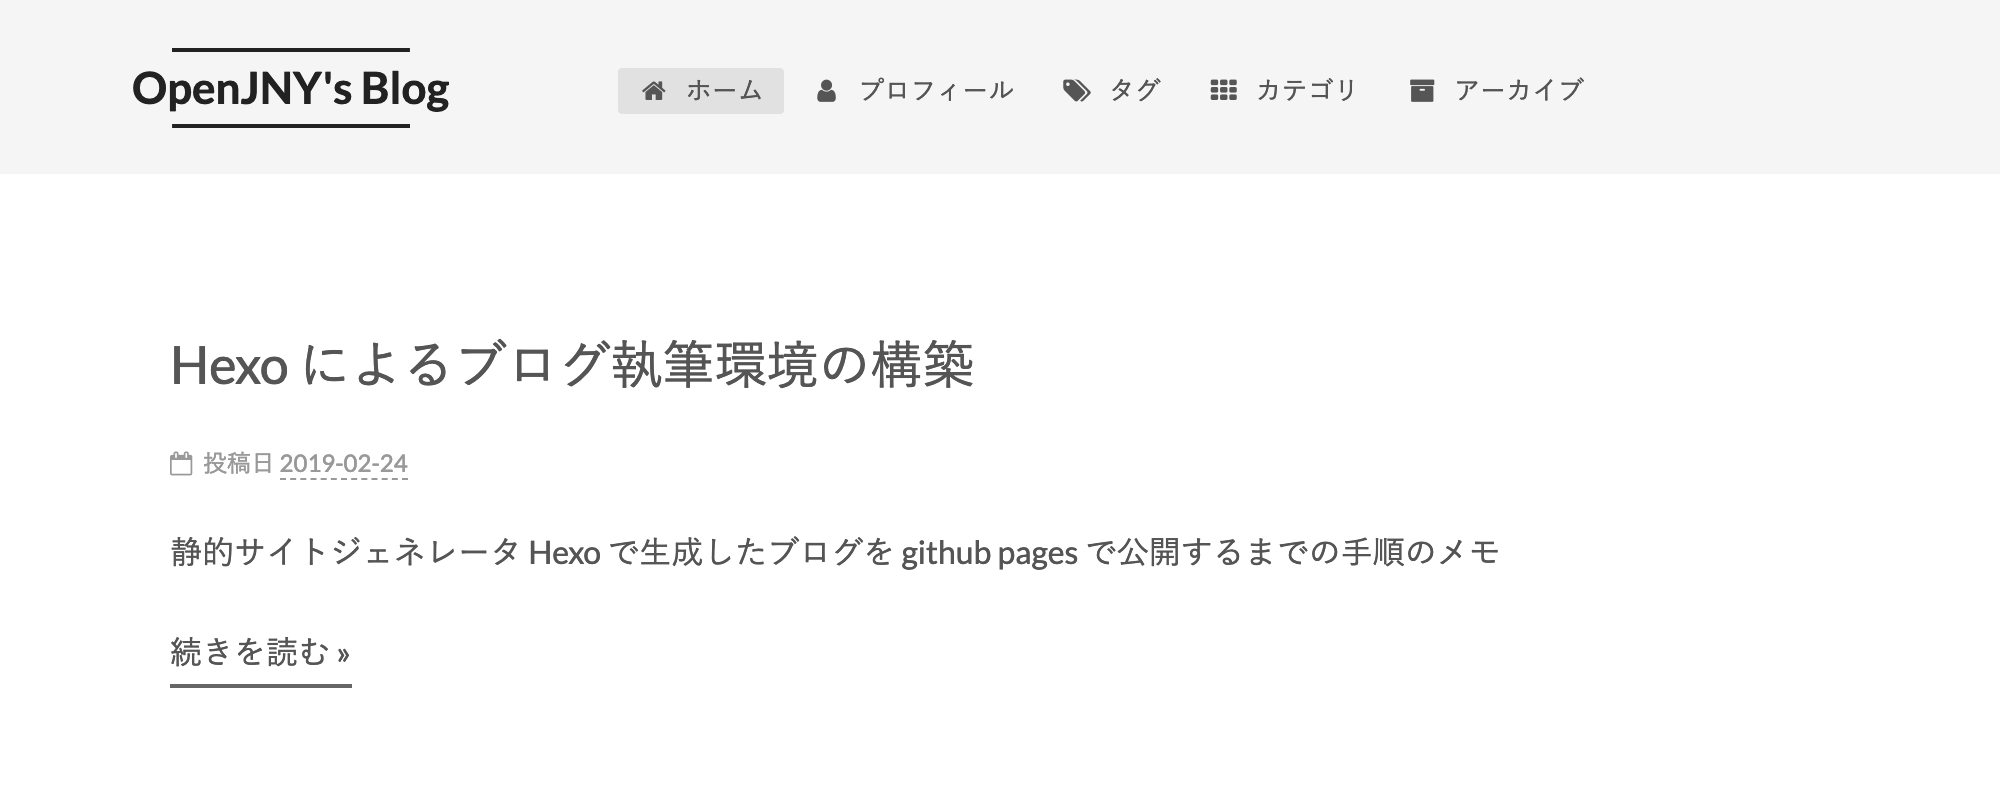 OpenJNY's Blog
ホーム プロフィール タグ カテゴリ アーカイブ
Hexo によるブログ執筆環境の構築
投稿日 2019-02-24
静的サイトジェネレータ Hexo で生成したブログを github pages で公開するまでの手順のメモ
続きを読む »